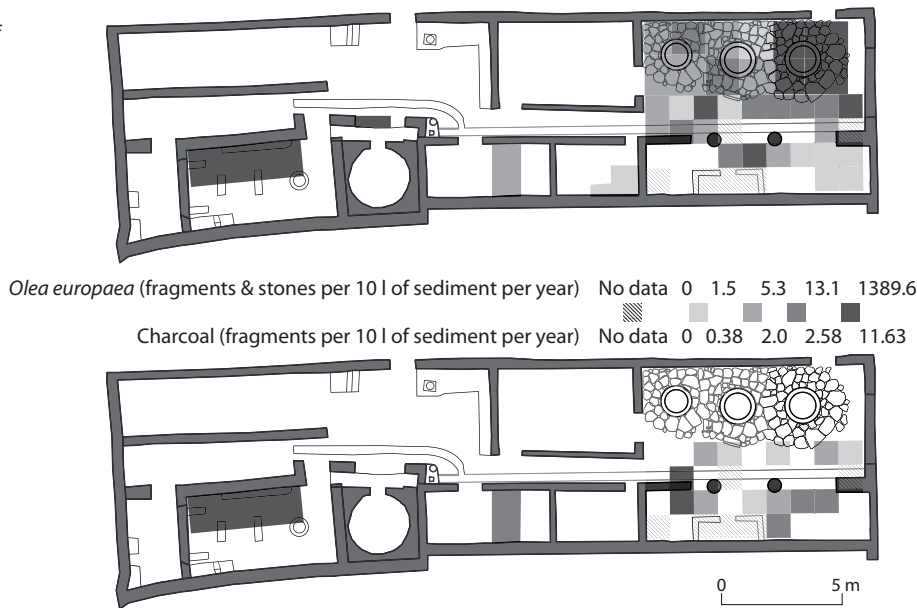 Olea europaea (fragments & stones per 10 l of sediment per year) No data 0 1.5 5.3 13.1 1389.6
Charcoal (fragments per 10 l of sediment per year) No data 0 0.38 2.0 2.58 11.63
0 5 m